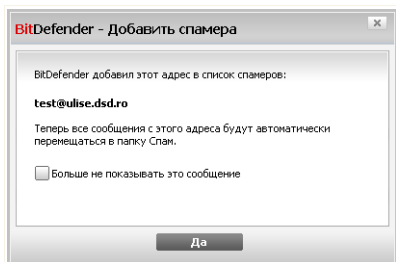 BitDefender - Добавить спамера
BitDefender добавил этот адрес в список спамеров:
test@ulise.dsd.ro
Теперь все сообщения с этого адреса будут автоматически
перемещаться в папку Спам.
Больше не показывать это сообщение
Да